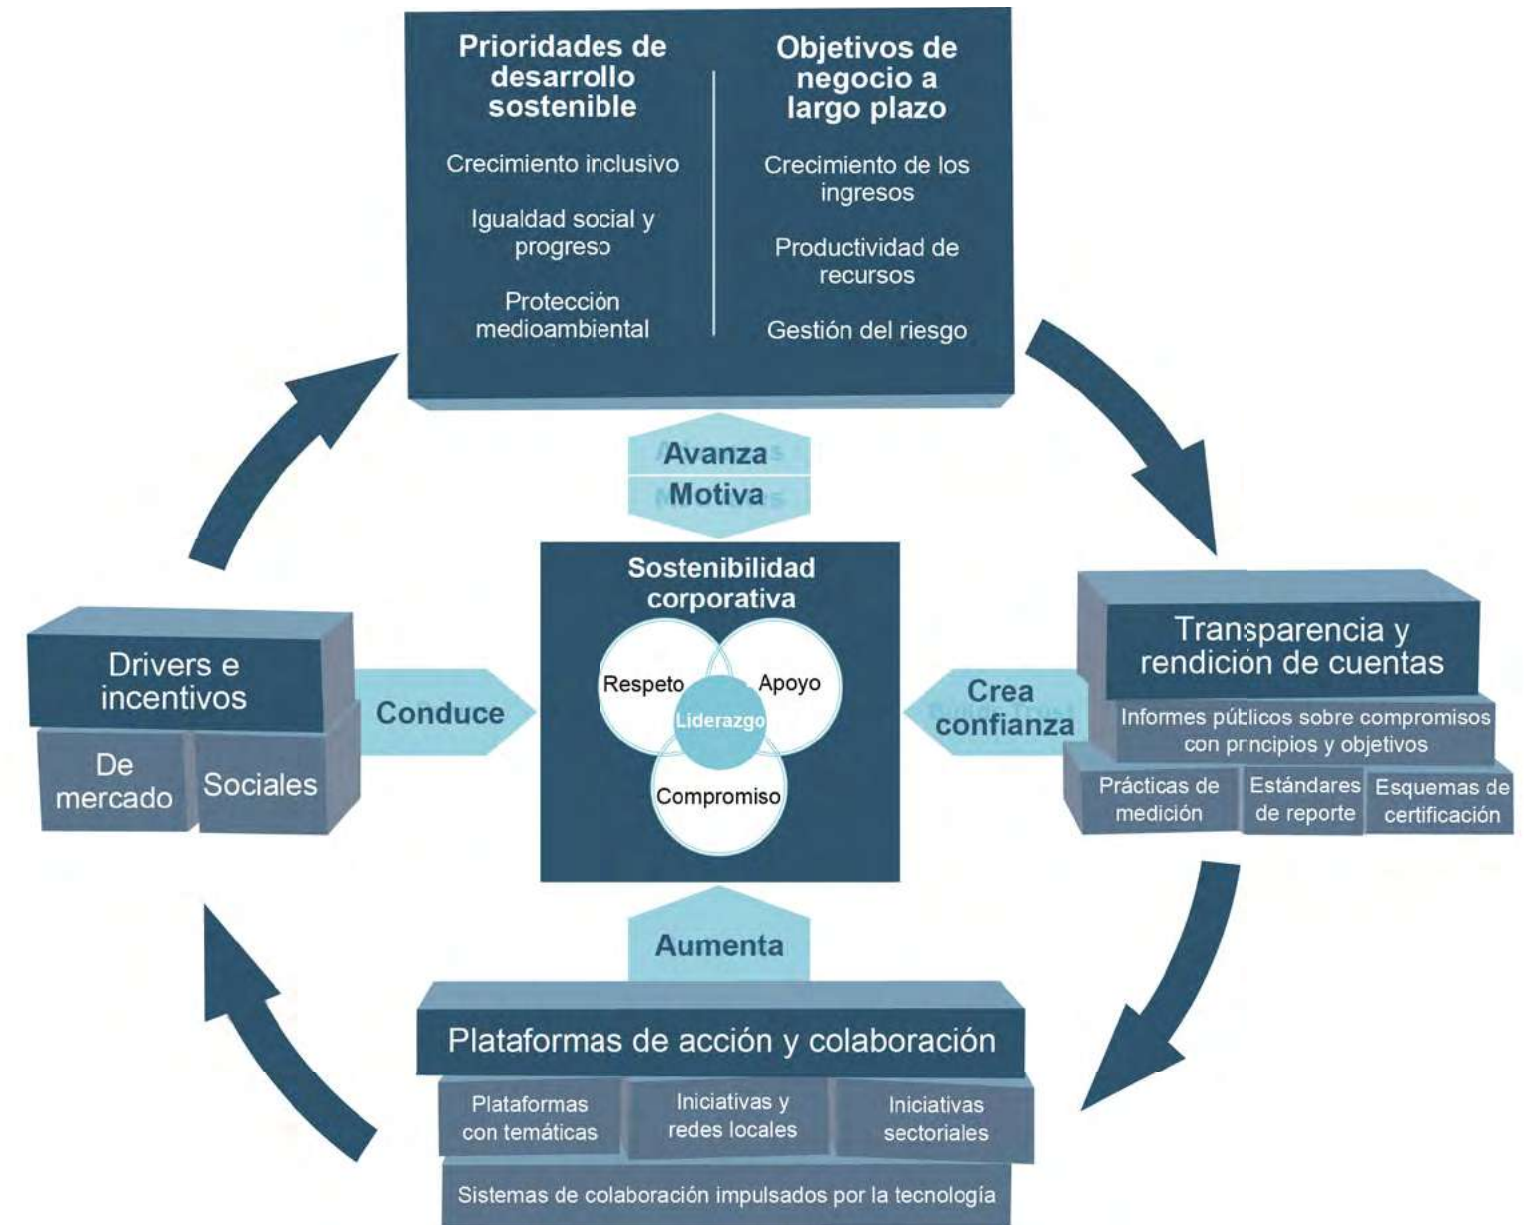 Prioridades de
desarrollo
sostenible
Crecimiento inclusivo
Igualdad social y
progreso
Protección
medioambiental
Objetivos de
negocio a
largo plazo
Crecimiento de los
ingresos
Productividad de
recursos
Gestión del riesgo
Avanza
Motiva
Sostenibilidad
corporativa
Respeto
Apoyo
Liderazgo
Compromiso
Drivers e
incentivos
De
mercado
Sociales
Conduce
Crea
confianza
Transparencia y
rendición de cuentas
Informes públicos sobre compromisos
con principios y objetivos
Prácticas de
medición
Estándares
de reporte
Esquemas de
certificación
Aumenta
Plataformas de acción y colaboración
Plataformas
con temáticas
Iniciativas y
redes locales
Iniciativas
sectoriales
Sistemas de colaboración impulsados por la tecnología